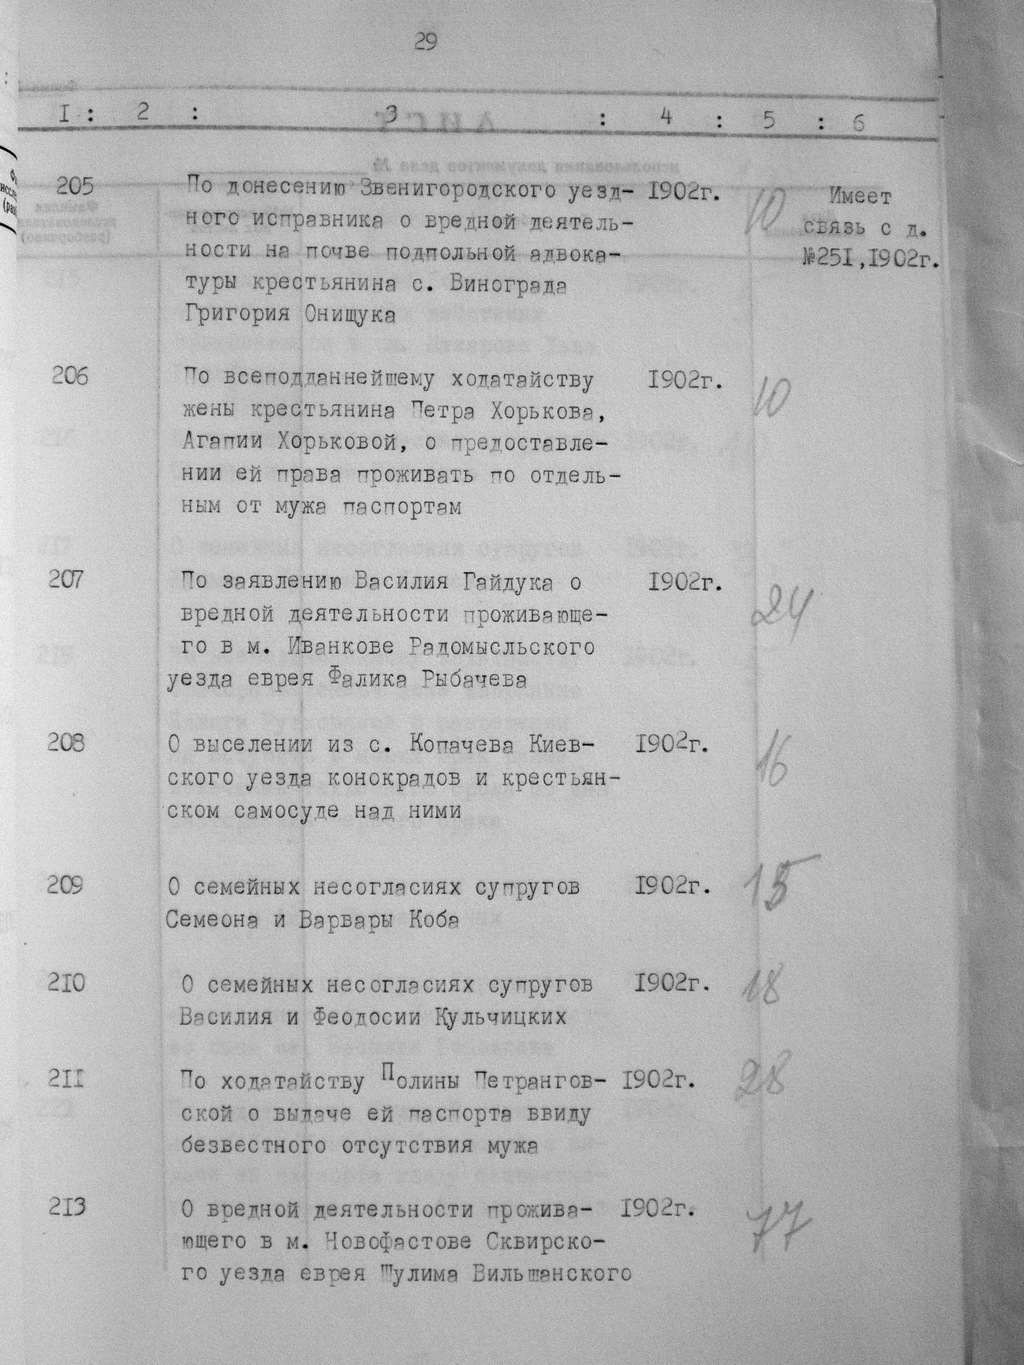 29
I : 2 : 3 : 4 : 5 : 6
205 По донесению Звенигородского уезд- 1902г. 10 Имеет
ного исправника о вредной деятель- связь с д.
ности на почве подпольной адвока- №251,1902г.
туры крестьянина с. Винограда
Григория Онищука
206 По всеподданнейшему ходатайству 1902г. 10
жены крестьянина Петра Хорькова,
Агапии Хорьковой, о предоставле-
нии ей права проживать по отдель-
ным от мужа паспортам
207 По заявлению Василия Гайдука о 1902г. 24
вредной деятельности проживающе-
го в м. Иванкове Радомысльского
уезда еврея Фалика Рыбачева
208 О выселении из с. Копачева Киев- 1902г. 16
ского уезда конокрадов и крестьян-
ском самосуде над ними
209 О семейных несогласиях супругов 1902г. 15
Семеона и Варвары Коба
210 О семейных несогласиях супругов 1902г. 18
Василия и Феодосии Кульчицких
211 По ходатайству Полины Петрангов- 1902г. 28
ской о выдаче ей паспорта ввиду
безвестного отсутствия мужа
213 О вредной деятельности прожива- 1902г. 77
ющего в м. Новофастове Сквирско-
го уезда еврея Шулима Вильшанского